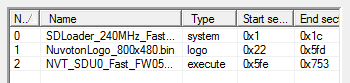 N../ Name Type Start se... End sect
0 SDLoader_240MHz_Fast... system 0x1 0x1c
1 NuvotonLogo_800x480.bin logo 0x22 0x5fd
2 NVT_SDU0_Fast_FW05... execute 0x5fe 0x753